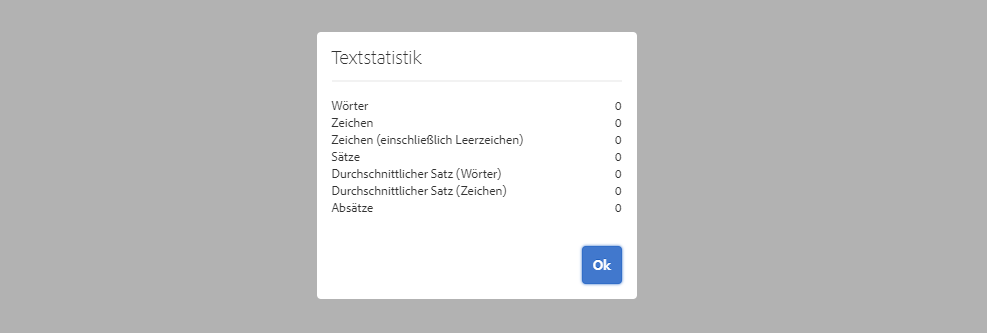 Textstatistik
Wörter 0
Zeichen 0
Zeichen (einschließlich Leerzeichen) 0
Sätze 0
Durchschnittlicher Satz (Wörter) 0
Durchschnittlicher Satz (Zeichen) 0
Absätze 0
Ok